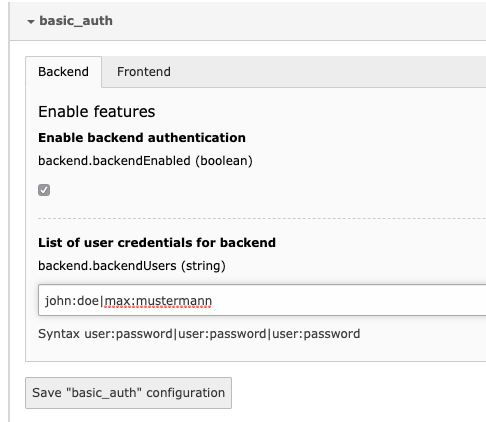 basic_auth
Backend Frontend
Enable features
Enable backend authentication
backend.backendEnabled (boolean)
List of user credentials for backend
backend.backendUsers (string)
john:doe|max:mustermann
Syntax user:password|user:password|user:password
Save "basic_auth" configuration